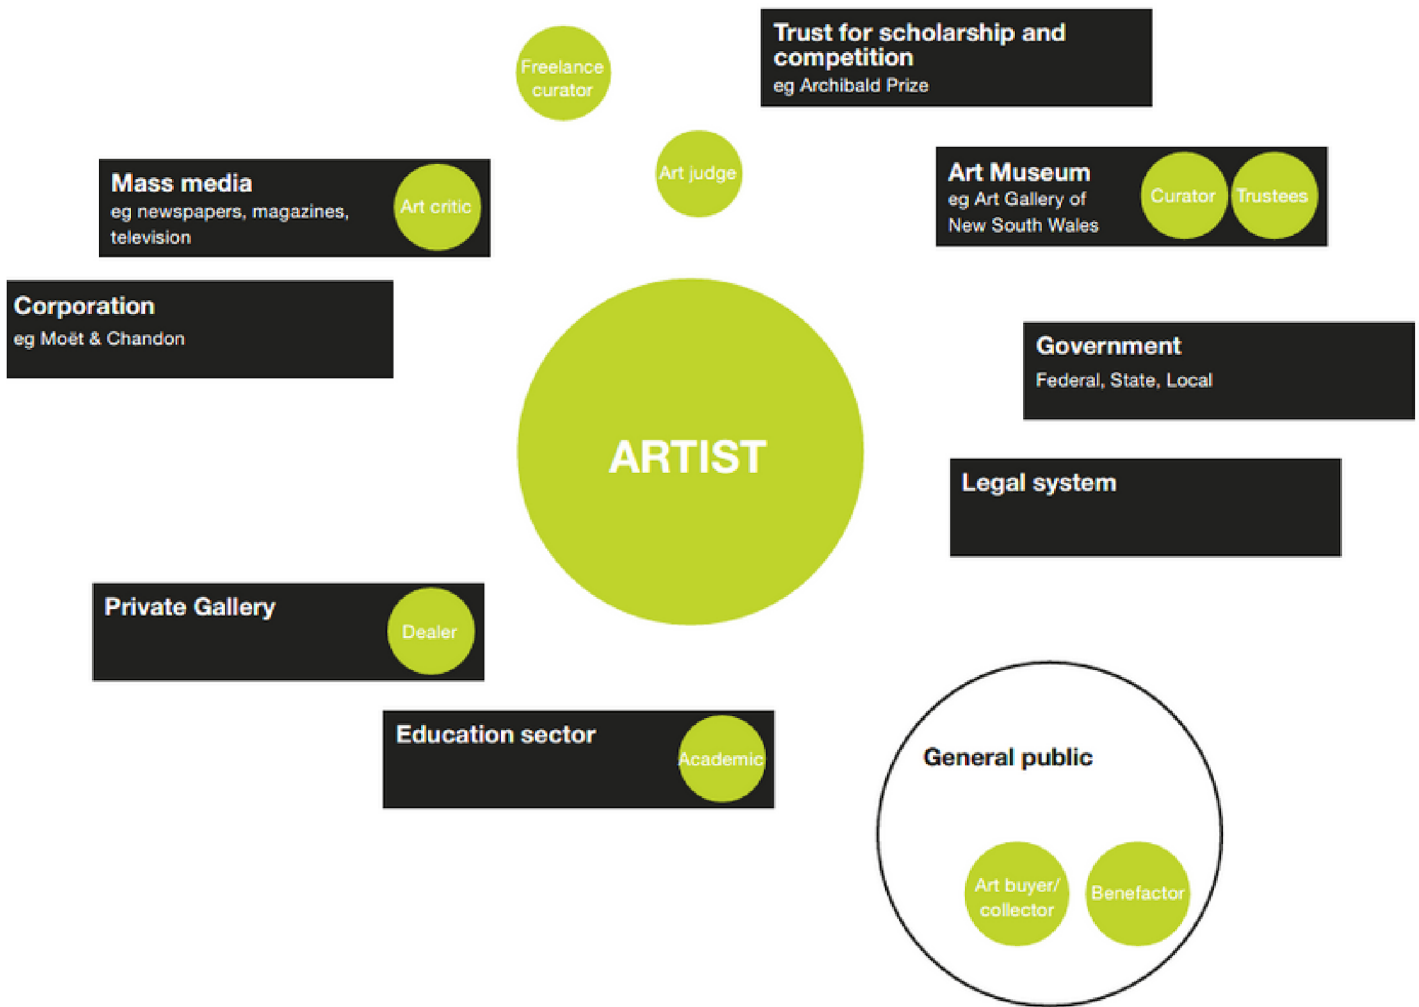 Trust for scholarship and
competition
eg Archibald Prize
Freelance
curator
Art judge
Mass media
eg newspapers, magazines,
television
Art critic
Art Museum
eg Art Gallery of
New South Wales
Curator
Trustees
Corporation
eg Moët & Chandon
Government
Federal, State, Local
ARTIST
Legal system
Private Gallery
Dealer
Education sector
Academic
General public
Art buyer/
collector
Benefactor